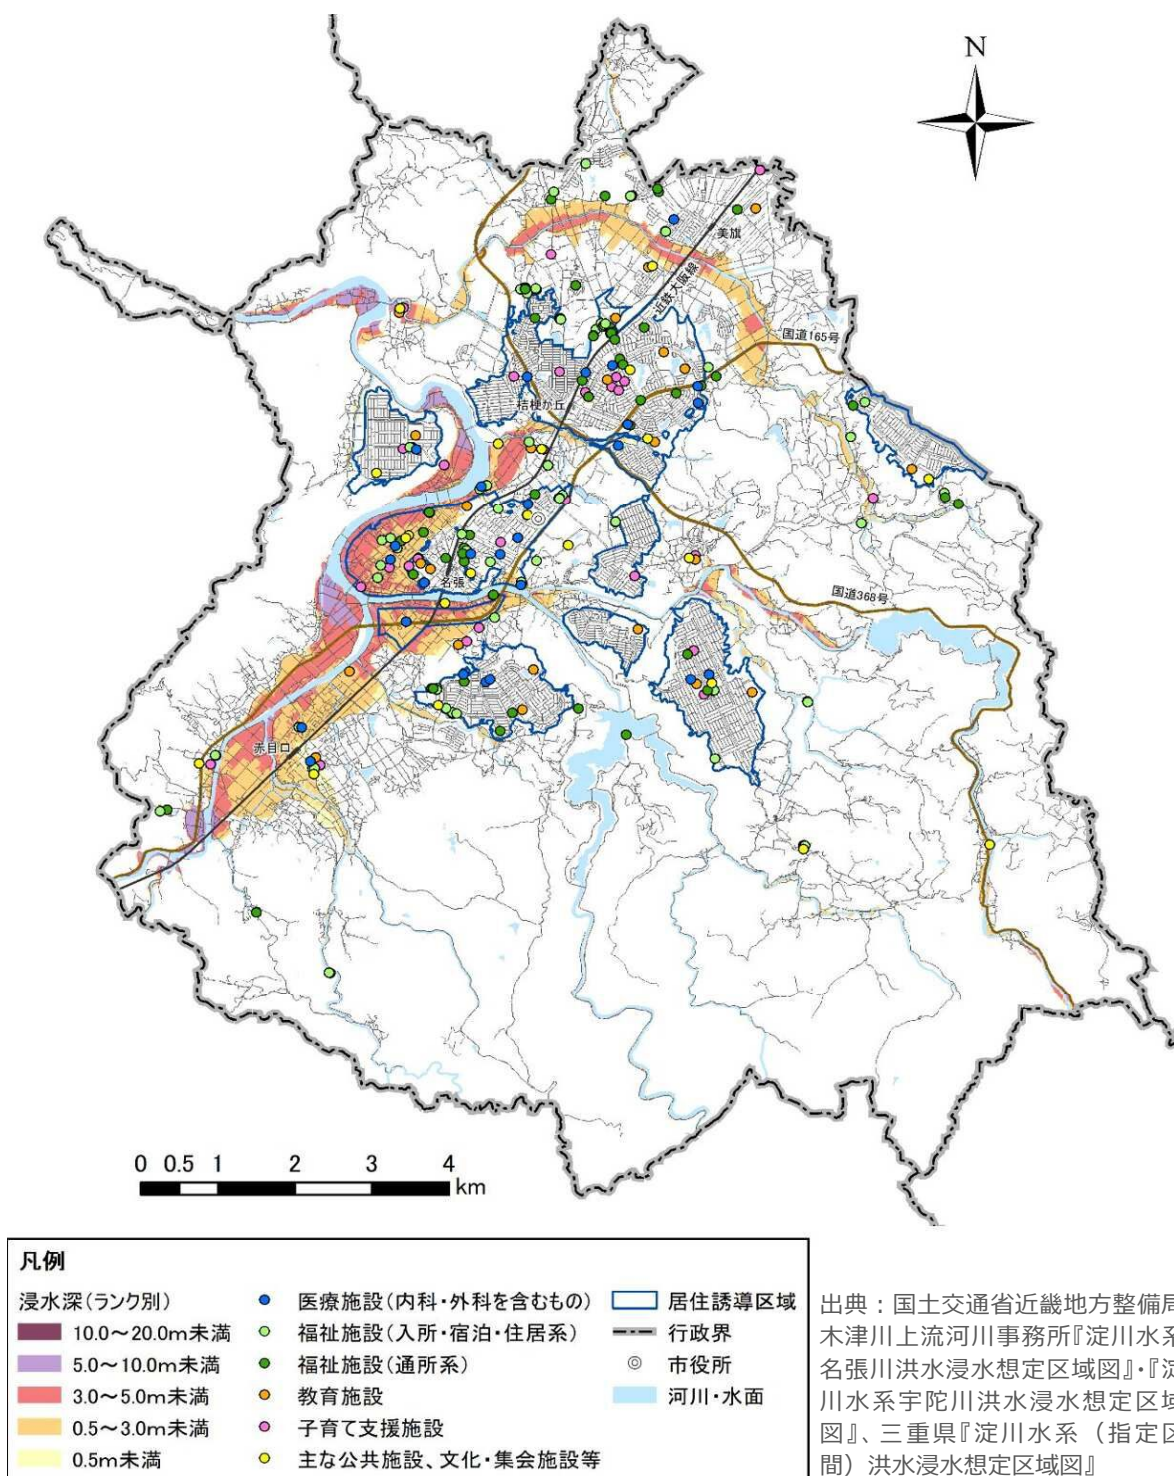 N
美旗
近鉄大阪線
国道165号
桔梗が丘
名張
国道368号
赤目口
0 0.5 1 2 3 4
km
凡例
浸水深(ランク別)
10.0~20.0m未満
5.0~10.0m未満
3.0~5.0m未満
0.5~3.0m未満
0.5m未満
医療施設(内科・外科を含むもの)
福祉施設(入所・宿泊・住居系)
福祉施設(通所系)
教育施設
子育て支援施設
主な公共施設、文化・集会施設等
居住誘導区域
行政界
市役所
河川・水面
出典：国土交通省近畿地方整備局
木津川上流河川事務所『淀川水系
名張川洪水浸水想定区域図』・『淀
川水系宇陀川洪水浸水想定区域
図』、三重県『淀川水系（指定区
間）洪水浸水想定区域図』